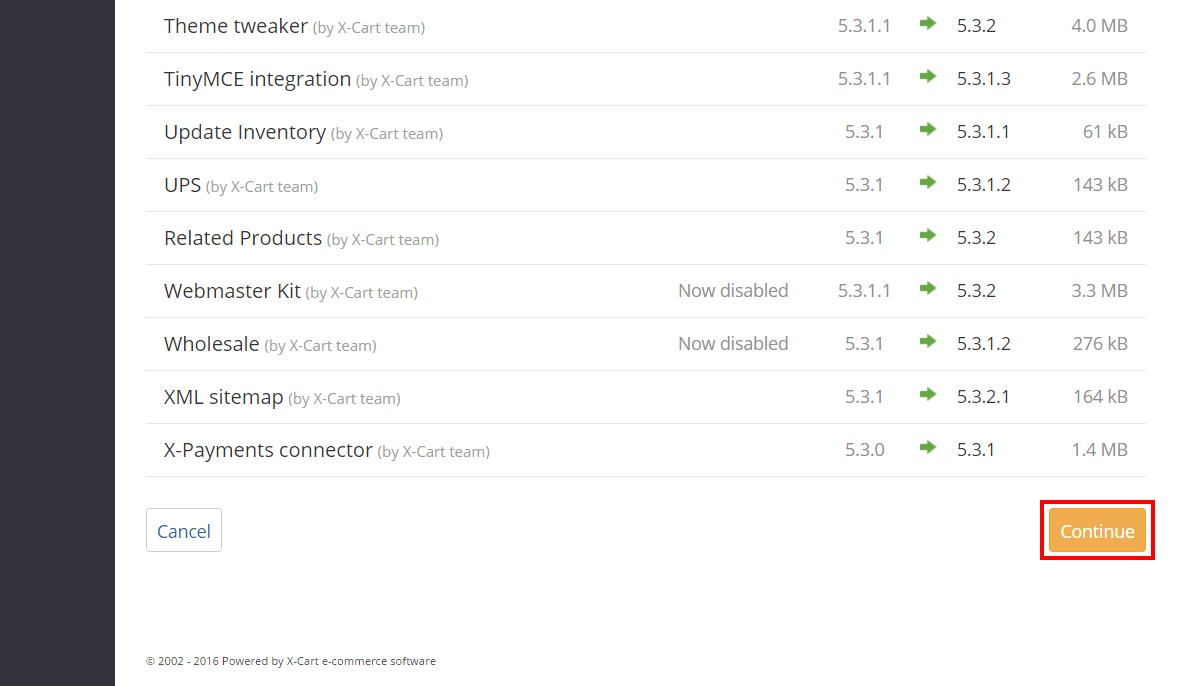 Theme tweaker (by X-Cart team) 5.3.1.1 5.3.2 4.0 MB
TinyMCE integration (by X-Cart team) 5.3.1.1 5.3.1.3 2.6 MB
Update Inventory (by X-Cart team) 5.3.1 5.3.1.1 61 kB
UPS (by X-Cart team) 5.3.1 5.3.1.2 143 kB
Related Products (by X-Cart team) 5.3.1 5.3.2 143 kB
Webmaster Kit (by X-Cart team) Now disabled 5.3.1.1 5.3.2 3.3 MB
Wholesale (by X-Cart team) Now disabled 5.3.1 5.3.1.2 276 kB
XML sitemap (by X-Cart team) 5.3.1 5.3.2.1 164 kB
X-Payments connector (by X-Cart team) 5.3.0 5.3.1 1.4 MB
Cancel Continue
© 2002 - 2016 Powered by X-Cart e-commerce software